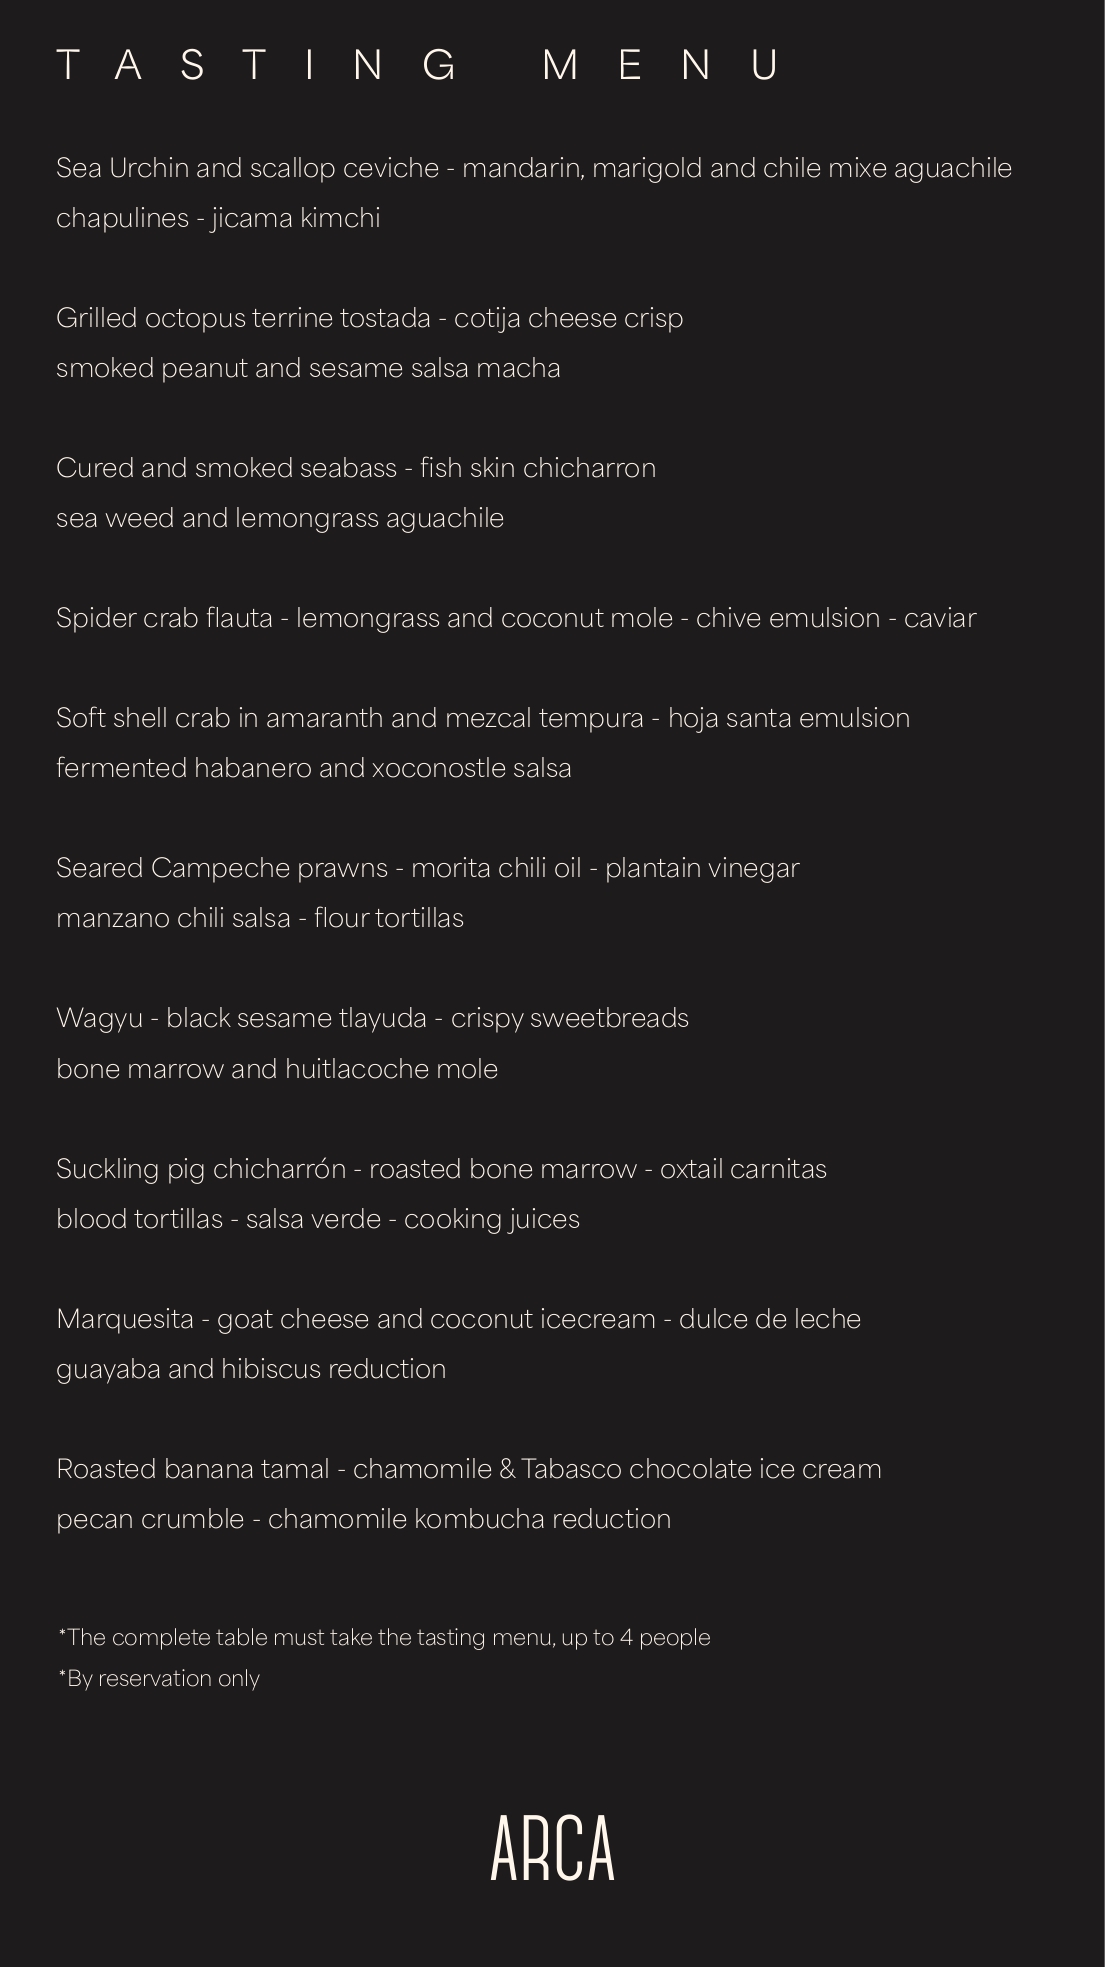 TASTING MENU
Sea Urchin and scallop ceviche - mandarin, marigold and chile mixe aguachile
chapulines - jicama kimchi
Grilled octopus terrine tostada - cotija cheese crisp
smoked peanut and sesame salsa macha
Cured and smoked seabass - fish skin chicharron
sea weed and lemongrass aguachile
Spider crab flauta - lemongrass and coconut mole - chive emulsion - caviar
Soft shell crab in amaranth and mezcal tempura - hoja santa emulsion
fermented habanero and xoconostle salsa
Seared Campeche prawns - morita chili oil - plantain vinegar
manzano chili salsa - flour tortillas
Wagyu - black sesame tlayuda - crispy sweetbreads
bone marrow and huitlacoche mole
Suckling pig chicharrón - roasted bone marrow - oxtail carnitas
blood tortillas - salsa verde - cooking juices
Marquesita - goat cheese and coconut icecream - dulce de leche
guayaba and hibiscus reduction
Roasted banana tamal - chamomile & Tabasco chocolate ice cream
pecan crumble - chamomile kombucha reduction
*The complete table must take the tasting menu, up to 4 people
*By reservation only
ARCA